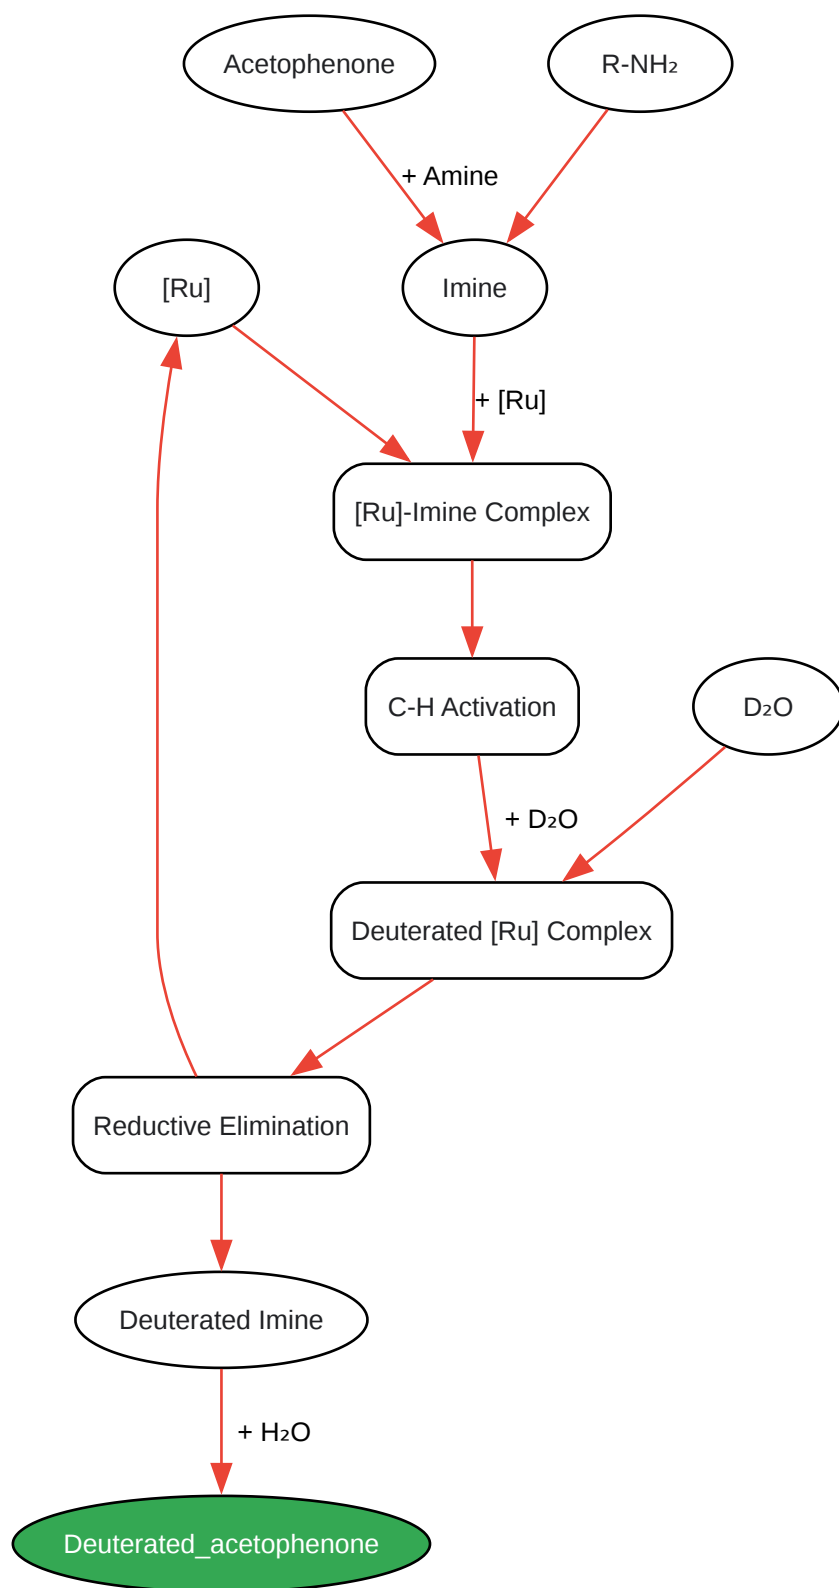 Acetophenone
R-NH₂
+ Amine
[Ru]
Imine
+ [Ru]
[Ru]-Imine Complex
C-H Activation
D₂O
+ D₂O
Deuterated [Ru] Complex
Reductive Elimination
Deuterated Imine
+ H₂O
Deuterated_acetophenone